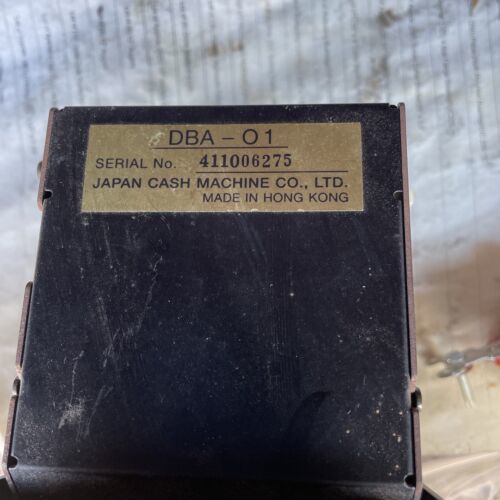 DBA - 01
SERIAL No. 411006275
JAPAN CASH MACHINE CO., LTD.
MADE IN HONG KONG